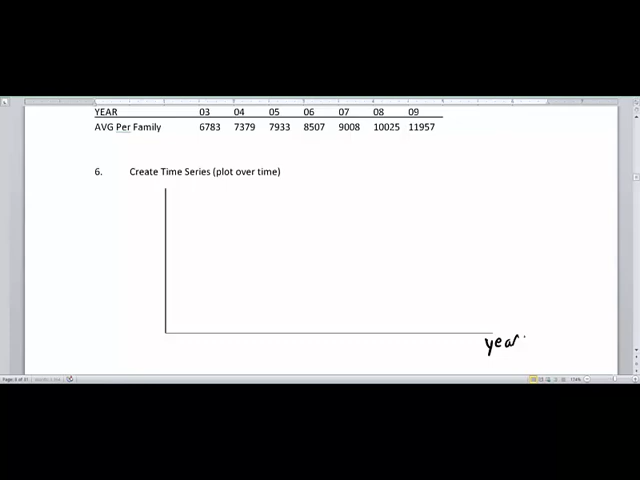 YEAR 03 04 05 06 07 08 09
AVG Per Family 6783 7379 7933 8507 9008 10025 11957
6. Create Time Series (plot over time)
year